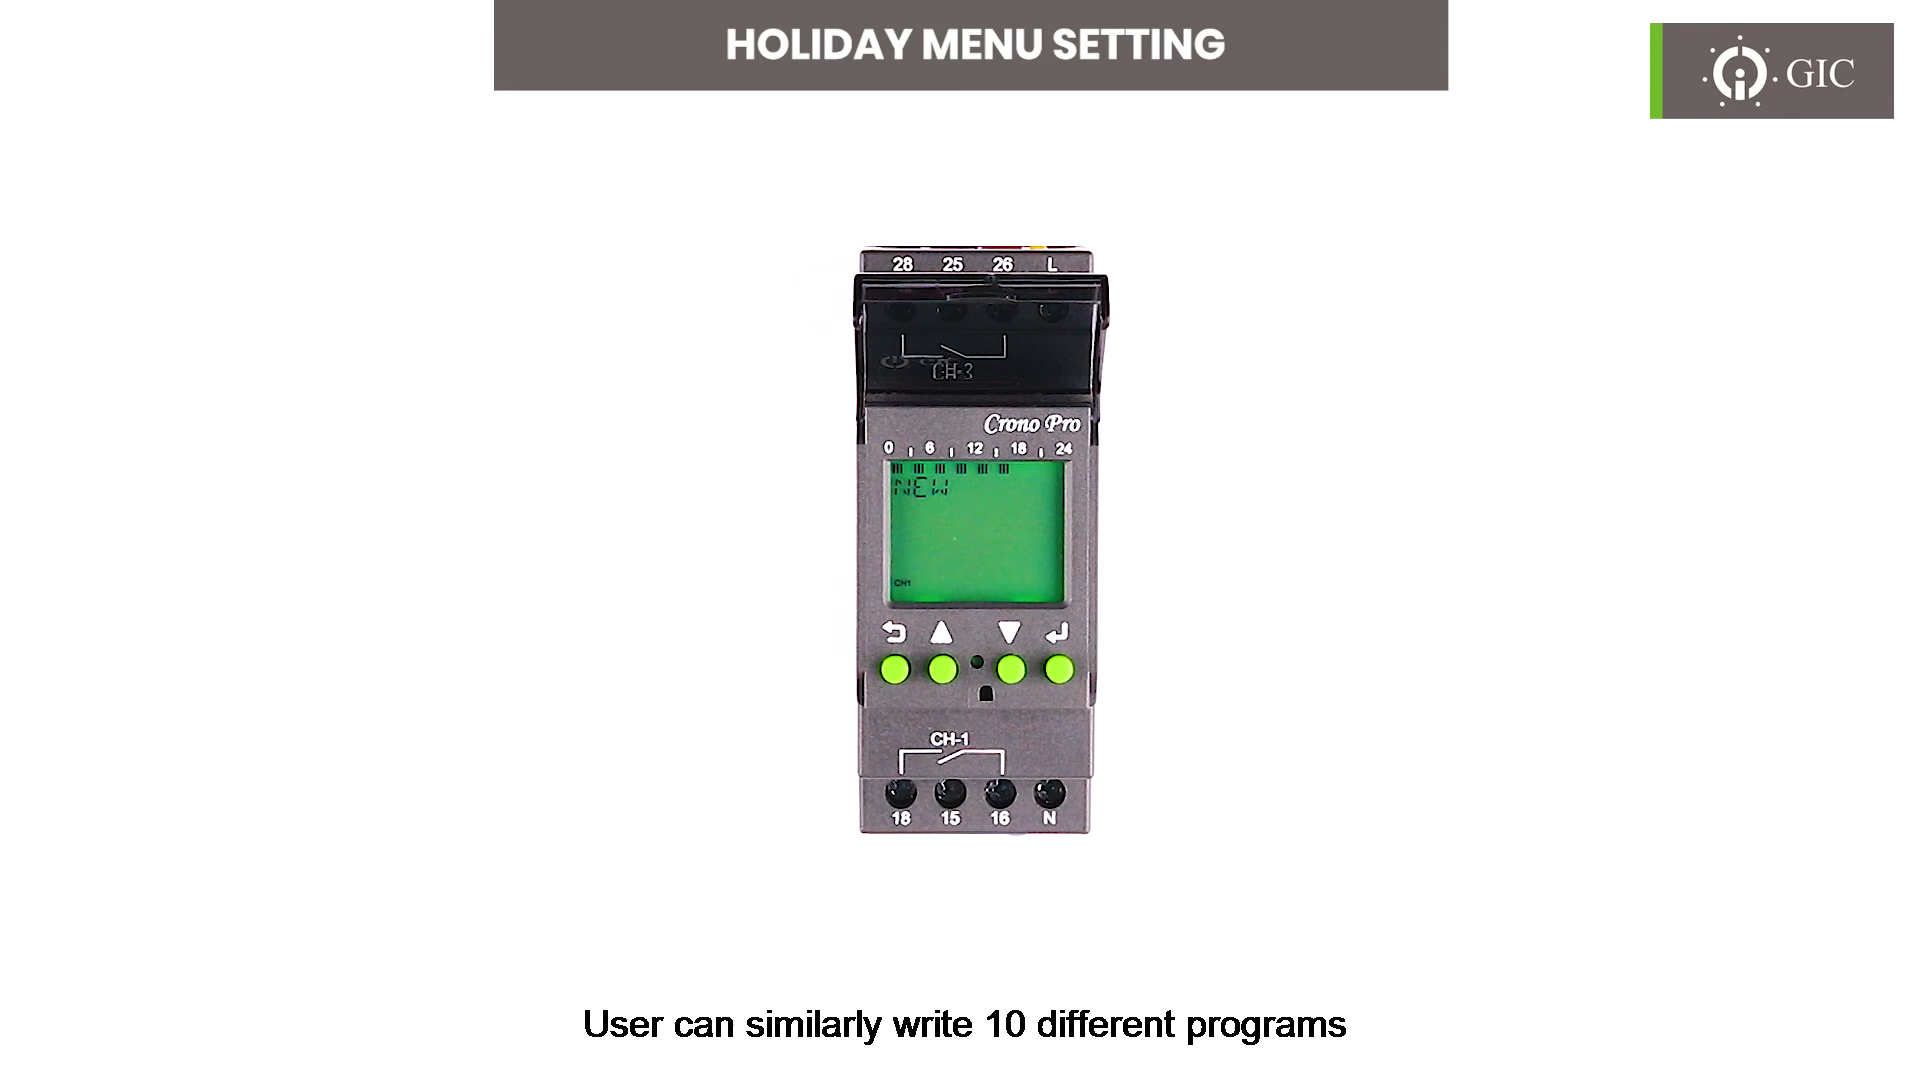 HOLIDAY MENU SETTING
GIC
28 25 26 L
CH-3
Crono Pro
0 6 12 18 24
NEW
CH1
CH-1
18 15 16 N
User can similarly write 10 different programs